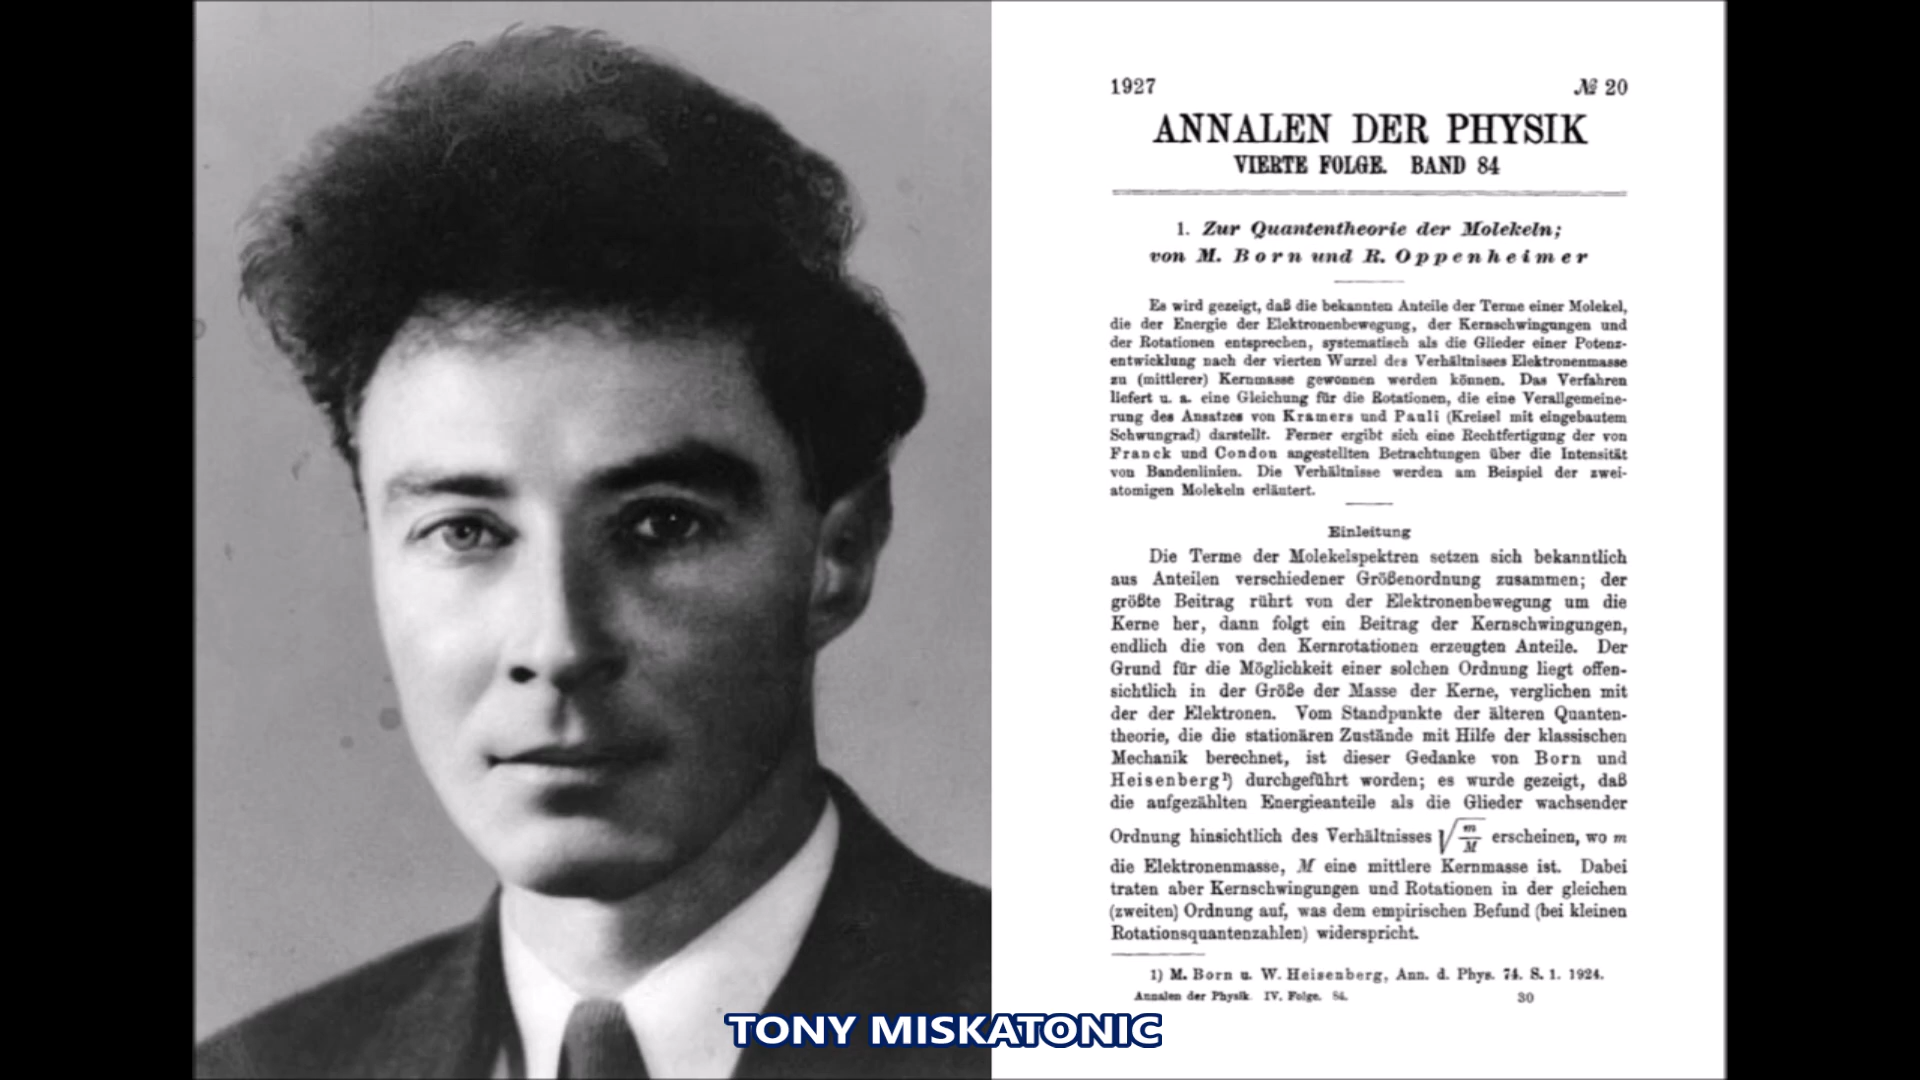 1927 № 20
ANNALEN DER PHYSIK
VIERTE FOLGE. BAND 84
1. Zur Quantentheorie der Molekeln;
von M. Born und R. Oppenheimer
Es wird gezeigt, daß die bekannten Anteile der Terme einer Molekel,
die der Energie der Elektronenbewegung, der Kernschwingungen und
der Rotationen entsprechen, systematisch als die Glieder einer Potenz-
entwicklung nach der vierten Wurzel des Verhältnisses Elektronenmasse
zu (mittlerer) Kernmasse gewonnen werden können. Das Verfahren
liefert u. a. eine Gleichung für die Rotationen, die eine Verallgemeine-
rung des Ansatzes von Kramers und Pauli (Kreisel mit eingebautem
Schwungrad) darstellt. Ferner ergibt sich eine Rechtfertigung der von
Franck und Condon angestellten Betrachtungen über die Intensität
von Bandenlinien. Die Verhältnisse werden am Beispiel der zwei-
atomigen Molekeln erläutert.
Einleitung
Die Terme der Molekelspektren setzen sich bekanntlich
aus Anteilen verschiedener Größenordnung zusammen; der
größte Beitrag rührt von der Elektronenbewegung um die
Kerne her, dann folgt ein Beitrag der Kernschwingungen,
endlich die von den Kernrotationen erzeugten Anteile. Der
Grund für die Möglichkeit einer solchen Ordnung liegt offen-
sichtlich in der Größe der Masse der Kerne, verglichen mit
der der Elektronen. Vom Standpunkte der älteren Quanten-
theorie, die die stationären Zustände mit Hilfe der klassischen
Mechanik berechnet, ist dieser Gedanke von Born und
Heisenberg¹) durchgeführt worden; es wurde gezeigt, daß
die aufgezählten Energieanteile als die Glieder wachsender
Ordnung hinsichtlich des Verhältnisses √(m/M) erscheinen, wo m
die Elektronenmasse, M eine mittlere Kernmasse ist. Dabei
traten aber Kernschwingungen und Rotationen in der gleichen
(zweiten) Ordnung auf, was dem empirischen Befund (bei kleinen
Rotationsquantenzahlen) widerspricht.
1) M. Born u. W. Heisenberg, Ann. d. Phys. 74. S. 1. 1924.
Annalen der Physik. IV. Folge. 84. 30
TONY MISKATONIC